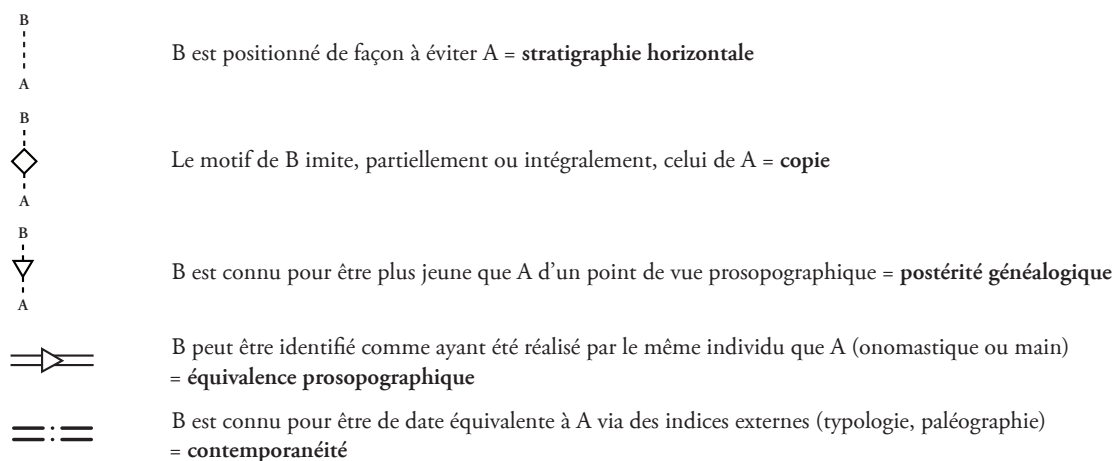 B
B est positionné de façon à éviter A = stratigraphie horizontale
A
B
Le motif de B imite, partiellement ou intégralement, celui de A = copie
A
B
B est connu pour être plus jeune que A d’un point de vue prosopographique = postérité généalogique
A
B peut être identifié comme ayant été réalisé par le même individu que A (onomastique ou main)
= équivalence prosopographique
B est connu pour être de date équivalente à A via des indices externes (typologie, paléographie)
= contemporanéité